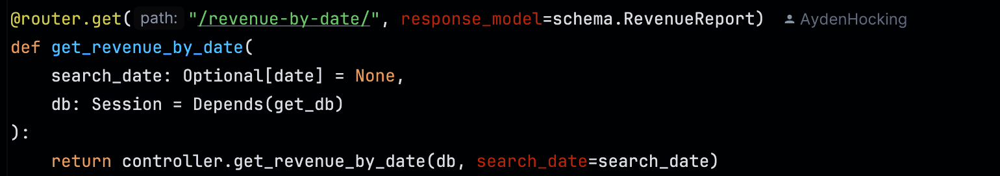 @router.get( path: "/revenue-by-date/", response_model=schema.RevenueReport) AydenHocking
def get_revenue_by_date(
    search_date: Optional[date] = None,
    db: Session = Depends(get_db)
):
    return controller.get_revenue_by_date(db, search_date=search_date)